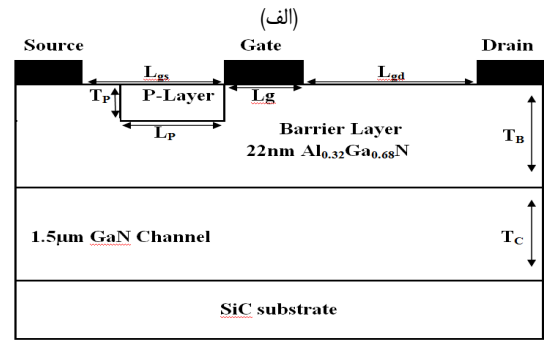 (الف)
Source Gate Drain
Lgs Lgd
TP P-Layer Lg
LP
Barrier Layer
TB
22nm Al0.32Ga0.68N
1.5μm GaN Channel TC
SiC substrate